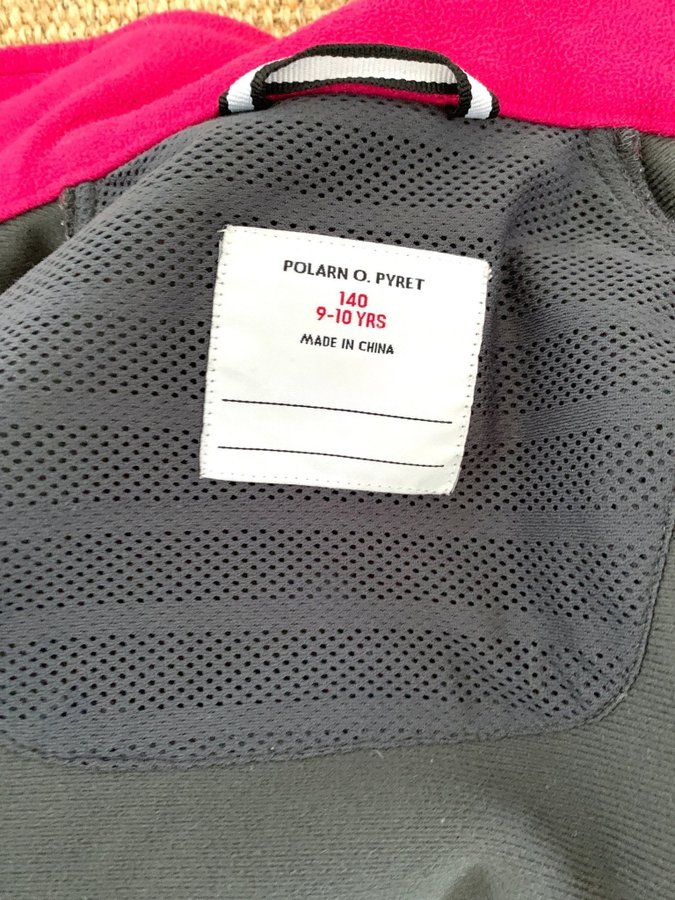 POLARN O. PYRET
140
9-10 YRS
MADE IN CHINA